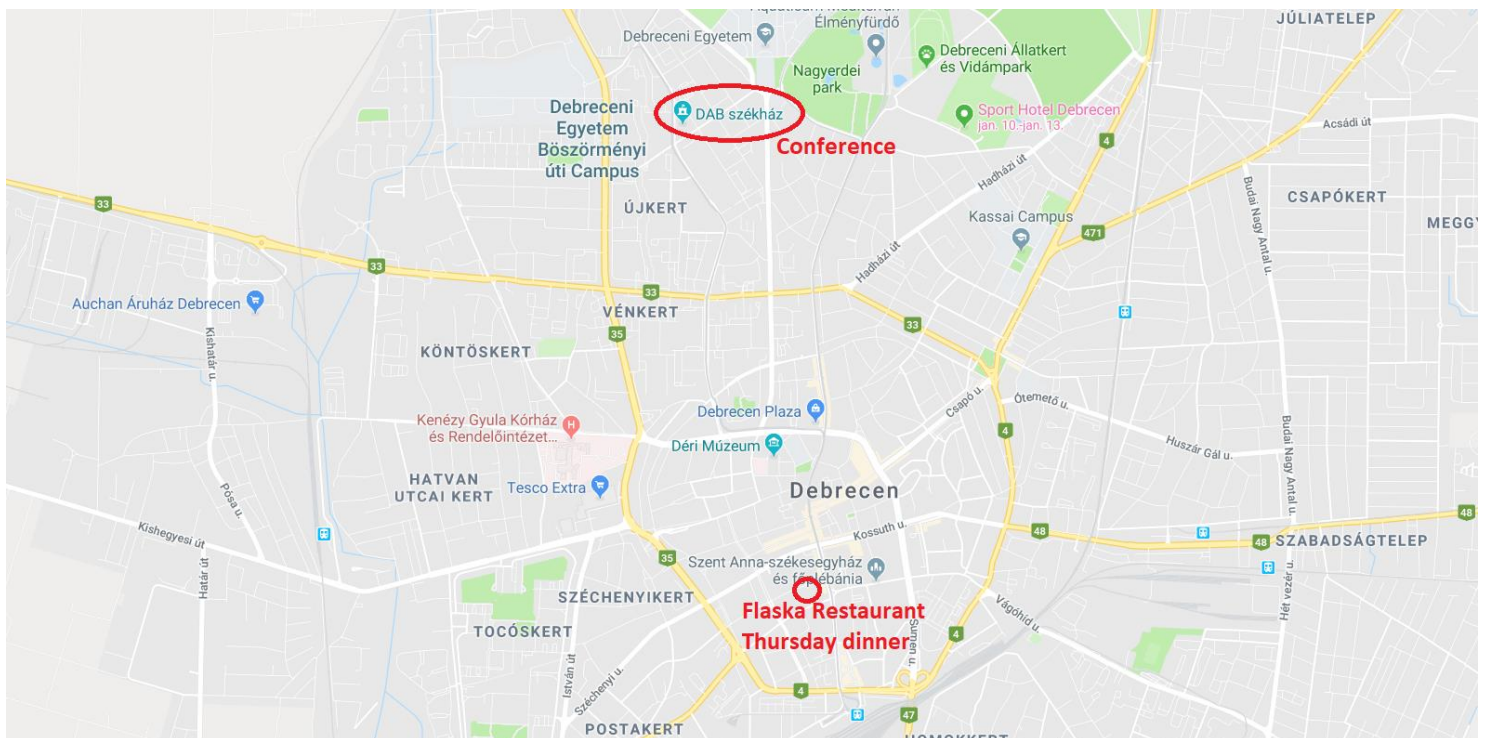 Aquaticum Mediterrán
Élményfürdő
JÚLIATELEP
Debreceni Egyetem
Debreceni Állatkert
és Vidámpark
Nagyerdei
park
Debreceni
Egyetem
Böszörményi
úti Campus
DAB székház
Sport Hotel Debrecen
jan. 10.-jan. 13.
Acsádi út
Conference
4
Hadházi út
33
ÚJKERT
Kassai Campus
Budai Nagy Antal u.
CSAPÓKERT
MEGGY
471
Hadházi út
33
33
Auchan Áruház Debrecen
VÉNKERT
35
33
Kishatár u.
KÖNTÖSKERT
Csapó u.
Ótemető u.
Debrecen Plaza
Kenézy Gyula Kórház
és Rendelőintézet...
4
Déri Múzeum
Huszár Gál u.
Budai Nagy Antal u.
HATVAN
UTCAI KERT
Tesco Extra
Debrecen
Pósa u.
Kishegyesi út
Kossuth u.
48
48
48
SZABADSÁGTELEP
35
Szent Anna-székesegyház
és főplébánia
Határ út
SZÉCHENYIKERT
Flaska Restaurant
Thursday dinner
Vágóhíd u.
Hét vezér u.
TOCÓSKERT
Sumen u.
4
István út
Széchenyi u.
4
47
POSTAKERT
HOMOKKERT